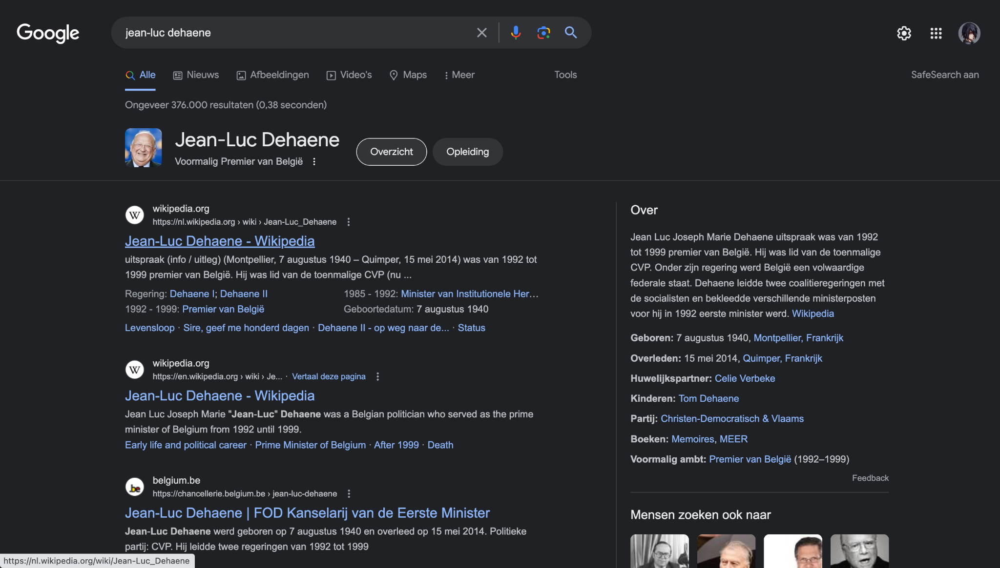 Google
jean-luc dehaene
Alle
Nieuws
Afbeeldingen
Video's
Maps
Meer
Tools
SafeSearch aan
Ongeveer 376.000 resultaten (0,38 seconden)
Jean-Luc Dehaene
Voormalig Premier van België
Overzicht
Opleiding
W
wikipedia.org
https://nl.wikipedia.org › wiki › Jean-Luc_Dehaene
Jean-Luc Dehaene - Wikipedia
uitspraak (info / uitleg) (Montpellier, 7 augustus 1940 – Quimper, 15 mei 2014) was van 1992 tot
1999 premier van België. Hij was lid van de toenmalige CVP (nu ...
Regering: Dehaene I; Dehaene II
1985 - 1992: Minister van Institutionele Her…
1992 - 1999: Premier van België
Geboortedatum: 7 augustus 1940
Levensloop · Sire, geef me honderd dagen · Dehaene II - op weg naar de... · Status
W
wikipedia.org
https://en.wikipedia.org › wiki › Je... · Vertaal deze pagina
Jean-Luc Dehaene - Wikipedia
Jean Luc Joseph Marie "Jean-Luc" Dehaene was a Belgian politician who served as the prime
minister of Belgium from 1992 until 1999.
Early life and political career · Prime Minister of Belgium · After 1999 · Death
.be
belgium.be
https://chancellerie.belgium.be › jean-luc-dehaene
Jean-Luc Dehaene | FOD Kanselarij van de Eerste Minister
Jean-Luc Dehaene werd geboren op 7 augustus 1940 en overleed op 15 mei 2014. Politieke
partij: CVP. Hij leidde twee regeringen van 1992 tot 1999
https://nl.wikipedia.org/wiki/Jean-Luc_Dehaene
Over
Jean Luc Joseph Marie Dehaene uitspraak was van 1992
tot 1999 premier van België. Hij was lid van de toenmalige
CVP. Onder zijn regering werd België een volwaardige
federale staat. Dehaene leidde twee coalitieregeringen met
de socialisten en bekleedde verschillende ministerposten
voor hij in 1992 eerste minister werd. Wikipedia
Geboren: 7 augustus 1940, Montpellier, Frankrijk
Overleden: 15 mei 2014, Quimper, Frankrijk
Huwelijkspartner: Celie Verbeke
Kinderen: Tom Dehaene
Partij: Christen-Democratisch & Vlaams
Boeken: Memoires, MEER
Voormalig ambt: Premier van België (1992–1999)
Feedback
Mensen zoeken ook naar